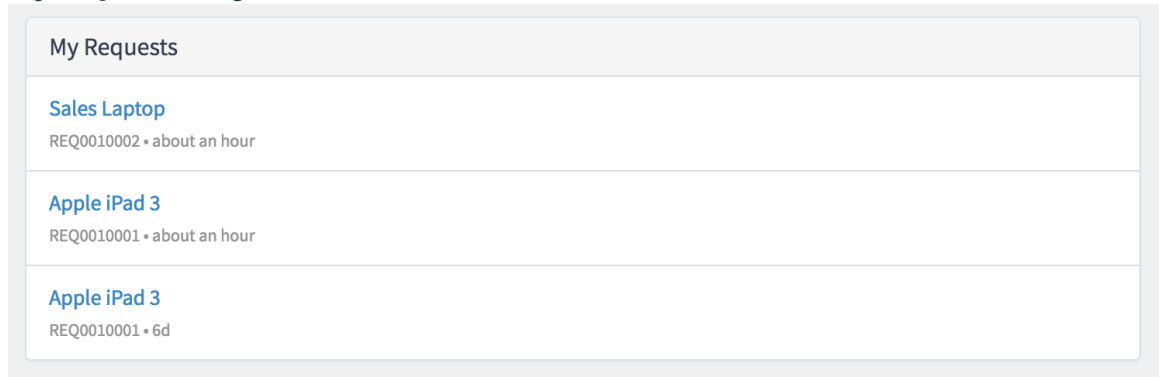 My Requests
Sales Laptop
REQ0010002 • about an hour
Apple iPad 3
REQ0010001 • about an hour
Apple iPad 3
REQ0010001 • 6d